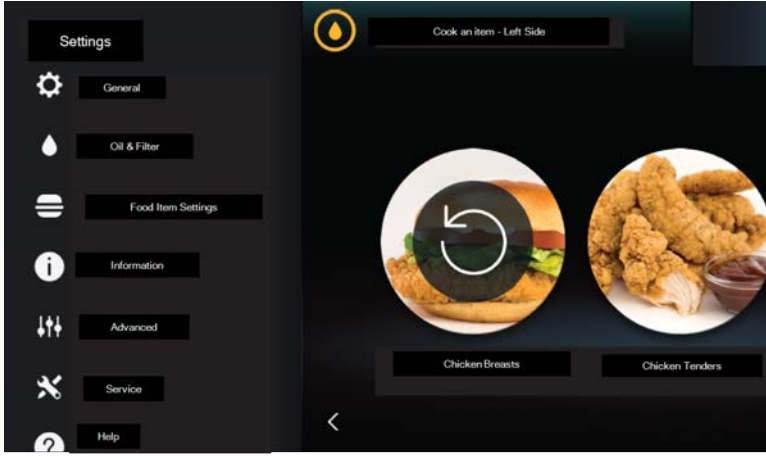 Settings
General
Oil & Filter
Food Item Settings
Information
Advanced
Service
Help
Cook an item - Left Side
Chicken Breasts
Chicken Tenders